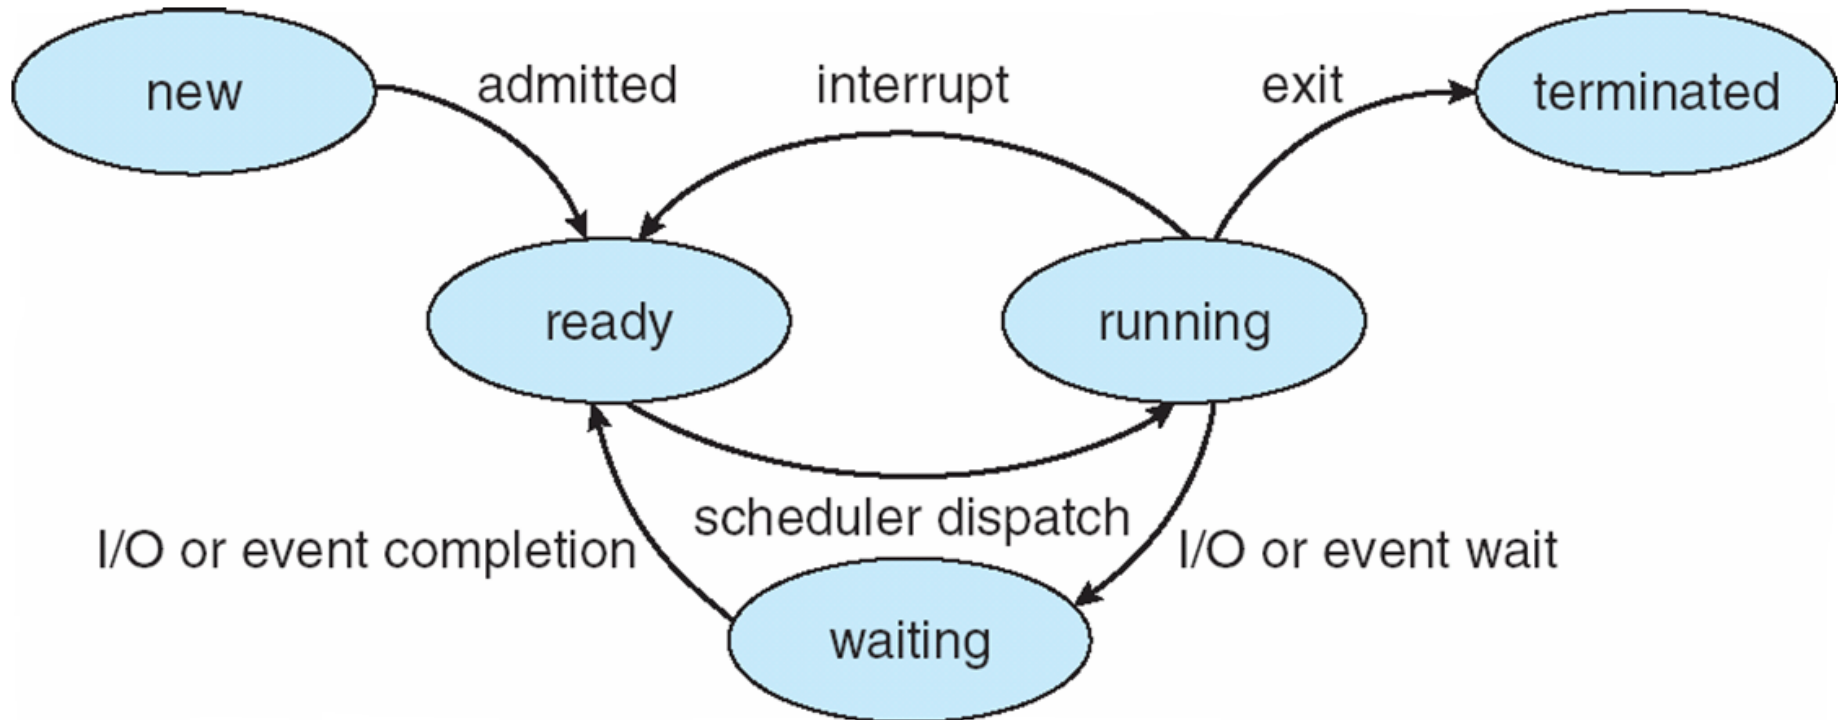 new
admitted
interrupt
exit
terminated
ready
running
scheduler dispatch
I/O or event completion
I/O or event wait
waiting